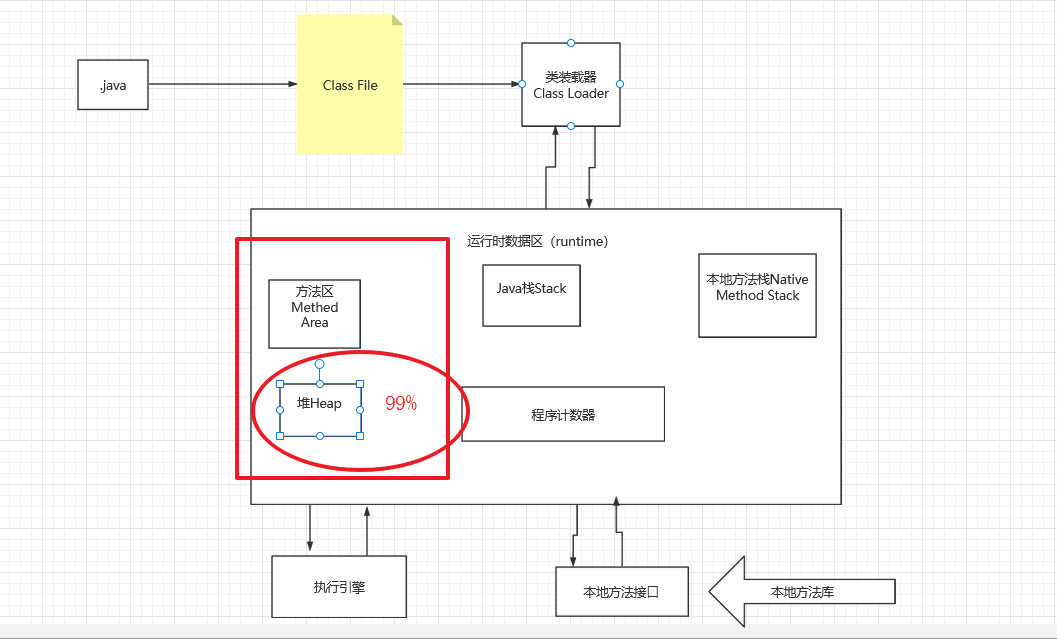 .java
Class File
类装载器
Class Loader
运行时数据区（runtime）
方法区
Methed
Area
Java栈Stack
本地方法栈Native
Method Stack
堆Heap
99%
程序计数器
执行引擎
本地方法接口
本地方法库